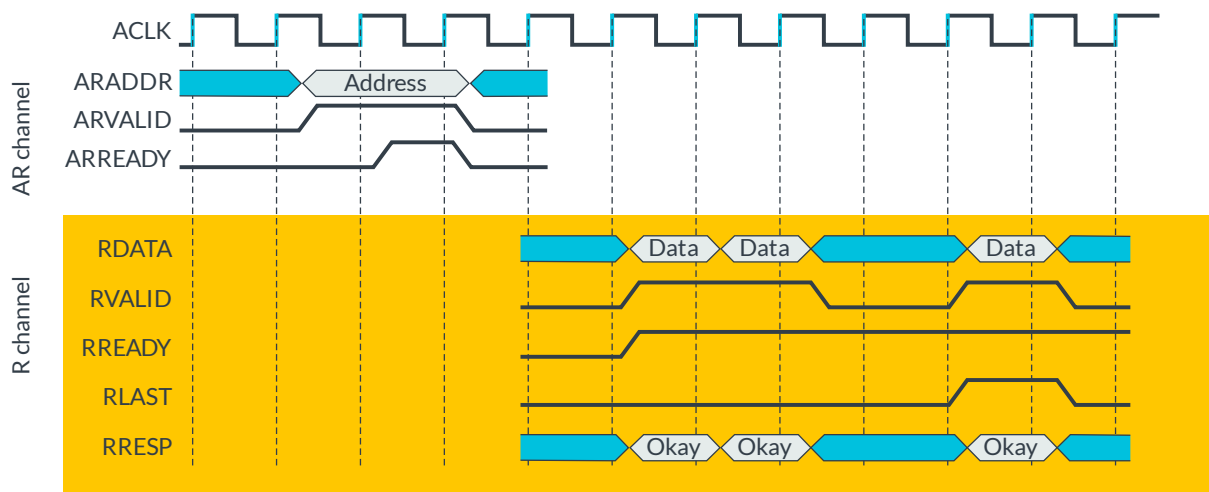 ACLK
AR channel
ARADDR Address
ARVALID
ARREADY
R channel
RDATA Data Data Data
RVALID
RREADY
RLAST
RRESP Okay Okay Okay